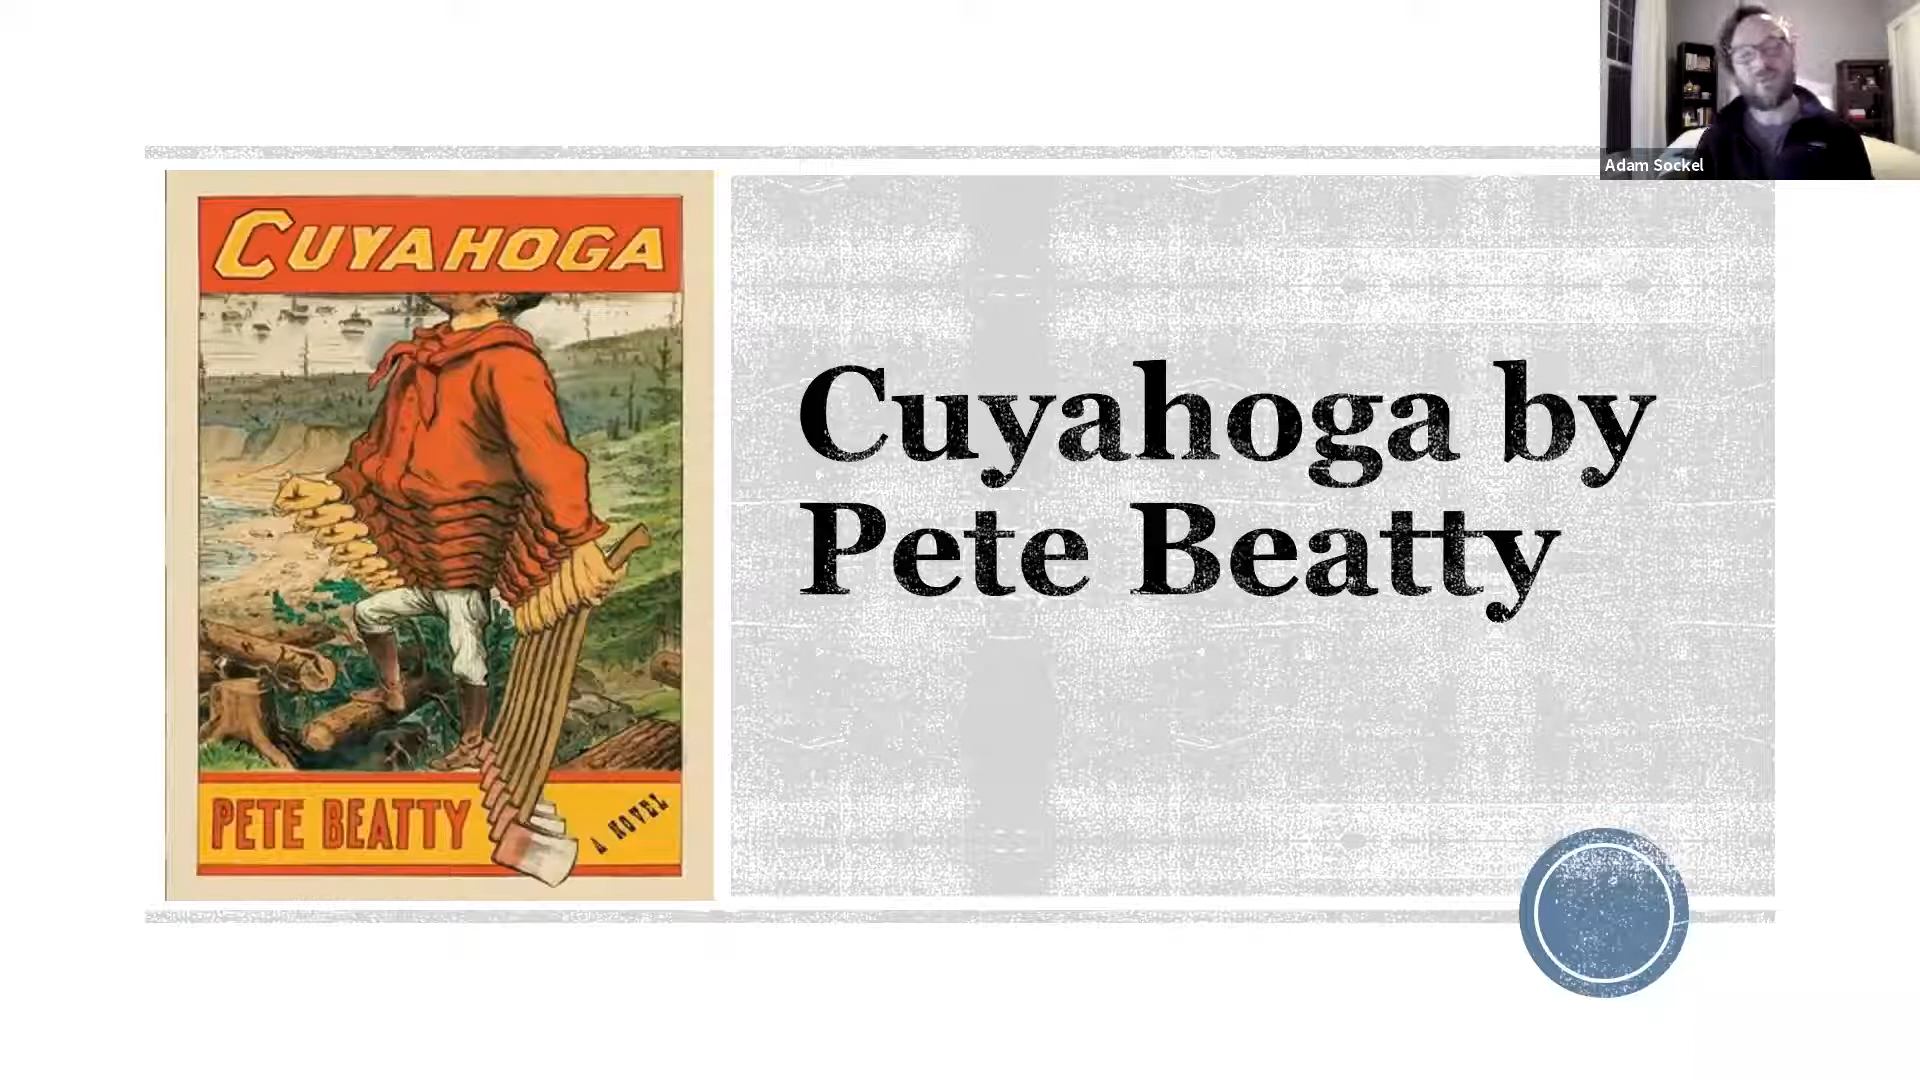 Adam Sockel
CUYAHOGA
Cuyahoga by
Pete Beatty
PETE BEATTY
A NOVEL